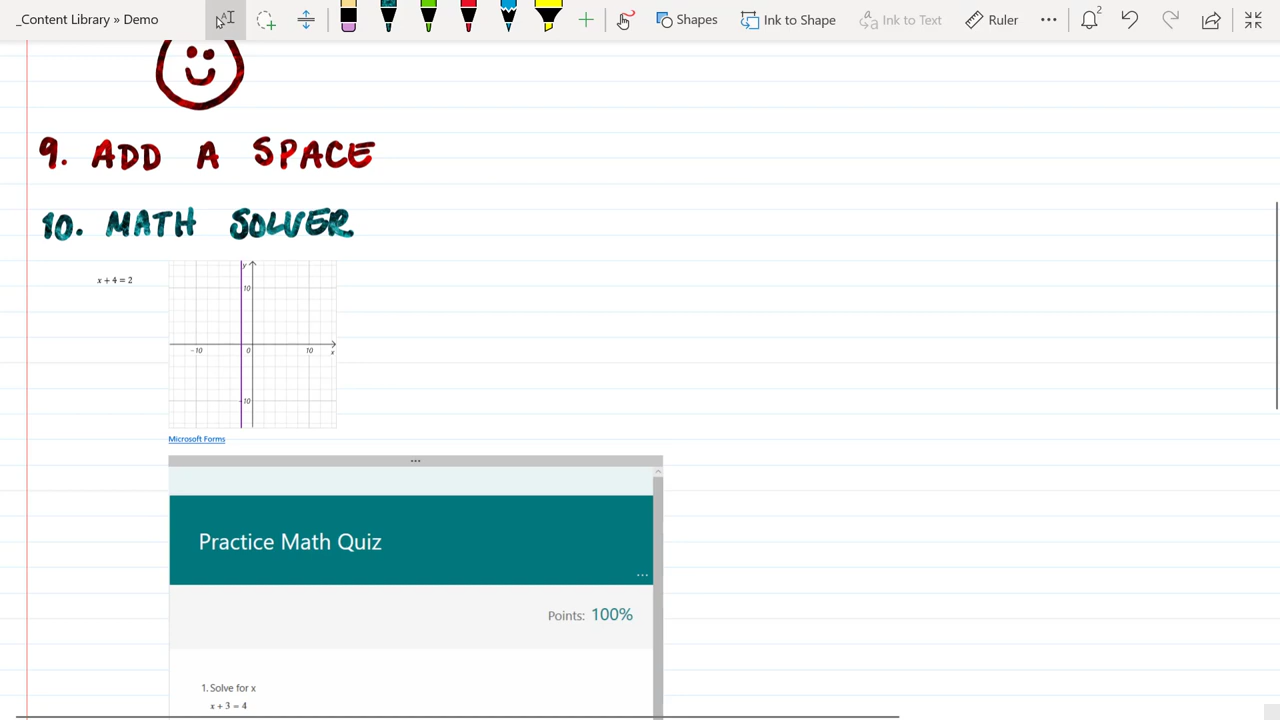 _Content Library » Demo
Shapes
Ink to Shape
Ink to Text
Ruler
2
9. ADD A SPACE
10. MATH SOLVER
x + 4 = 2
y
10
-10
0
10
x
-10
Microsoft Forms
Practice Math Quiz
Points: 100%
1. Solve for x
x + 3 = 4